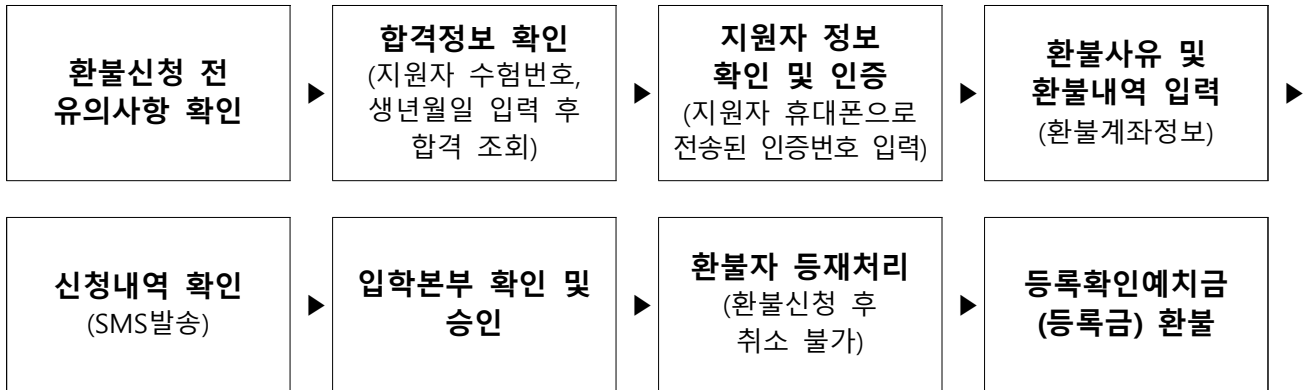 환불신청 전
유의사항 확인
▶
합격정보 확인
(지원자 수험번호,
생년월일 입력 후
합격 조회)
▶
지원자 정보
확인 및 인증
(지원자 휴대폰으로
전송된 인증번호 입력)
▶
환불사유 및
환불내역 입력
(환불계좌정보)
▶
신청내역 확인
(SMS발송)
▶
입학본부 확인 및
승인
▶
환불자 등재처리
(환불신청 후
취소 불가)
▶
등록확인예치금
(등록금) 환불